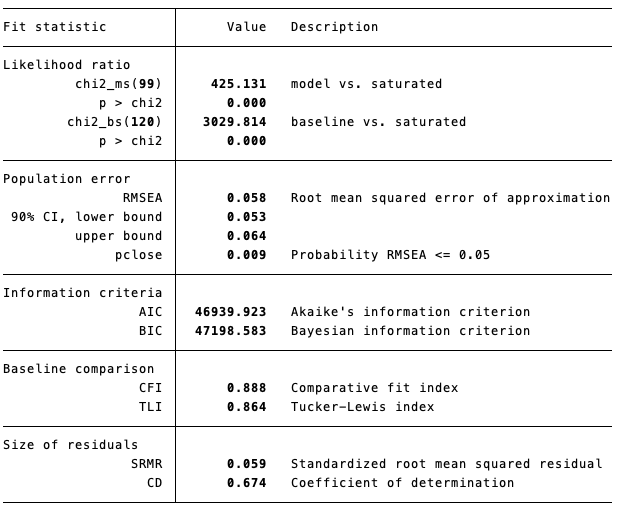 Fit statistic Value Description
Likelihood ratio
chi2_ms(99) 425.131 model vs. saturated
p > chi2 0.000
chi2_bs(120) 3029.814 baseline vs. saturated
p > chi2 0.000
Population error
RMSEA 0.058 Root mean squared error of approximation
90% CI, lower bound 0.053
upper bound 0.064
pclose 0.009 Probability RMSEA <= 0.05
Information criteria
AIC 46939.923 Akaike's information criterion
BIC 47198.583 Bayesian information criterion
Baseline comparison
CFI 0.888 Comparative fit index
TLI 0.864 Tucker–Lewis index
Size of residuals
SRMR 0.059 Standardized root mean squared residual
CD 0.674 Coefficient of determination